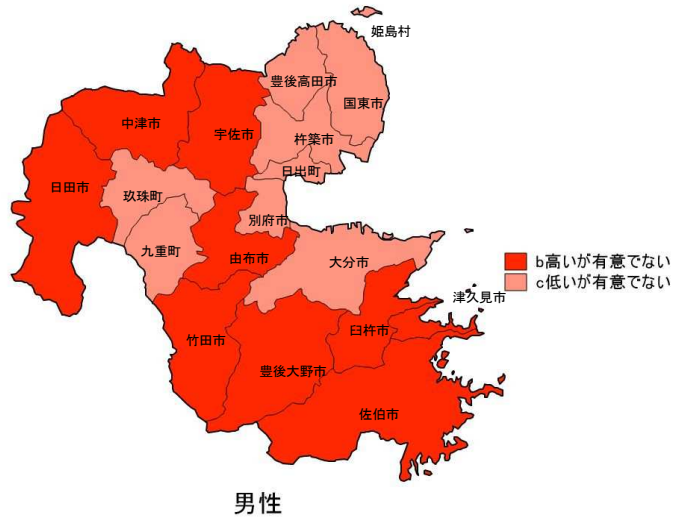 姫島村
豊後高田市
国東市
中津市
宇佐市
杵築市
日出町
日田市
玖珠町
別府市
九重町
由布市
大分市
b高いが有意でない
c低いが有意でない
津久見市
臼杵市
竹田市
豊後大野市
佐伯市
男性